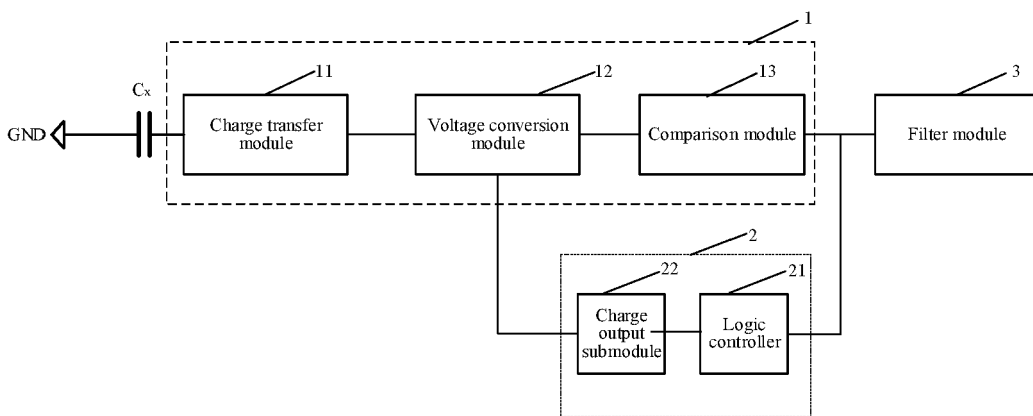 1
11
12
13
3
Cx
GND
Charge transfer
module
Voltage conversion
module
Comparison module
Filter module
2
22
21
Charge
output
submodule
Logic
controller